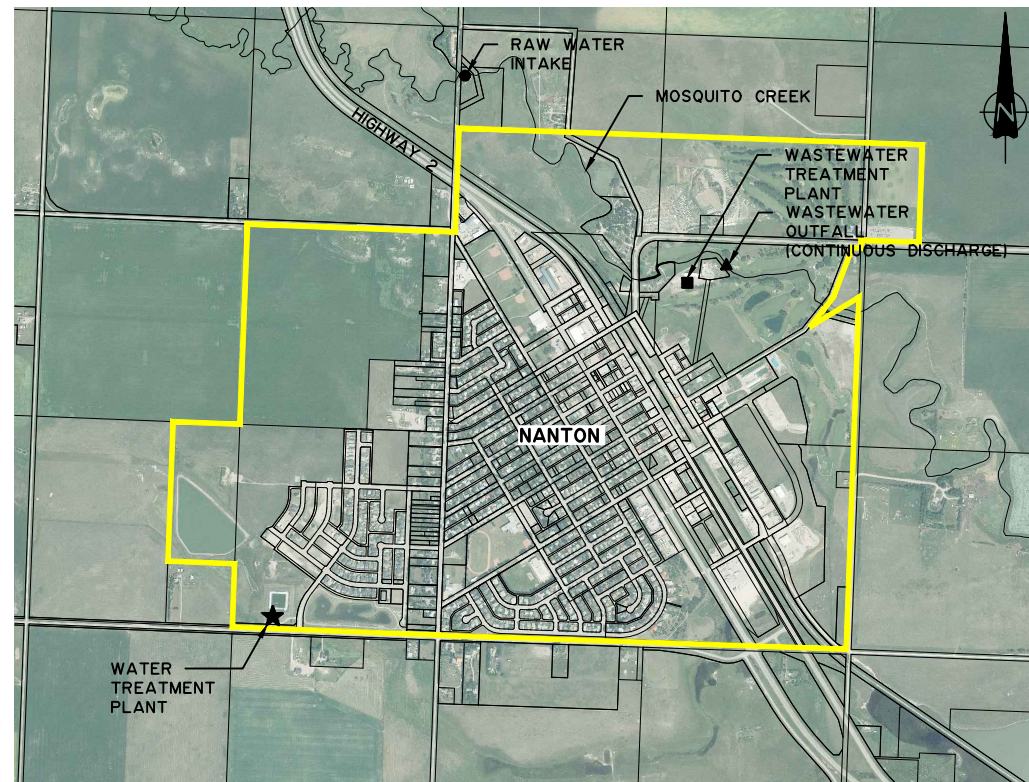 RAW WATER
INTAKE
MOSQUITO CREEK
HIGHWAY 2
N
WASTEWATER
TREATMENT
PLANT
WASTEWATER
OUTFALL
(CONTINUOUS DISCHARGE)
NANTON
WATER
TREATMENT
PLANT